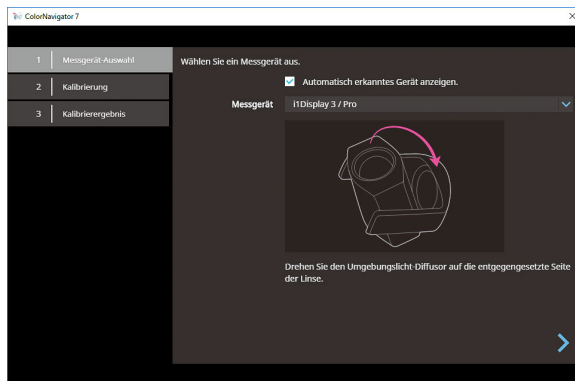 ColorNavigator 7
1 Messgerät-Auswahl
Wählen Sie ein Messgerät aus.
Automatisch erkanntes Gerät anzeigen.
2 Kalibrierung
Messgerät i1Display 3 / Pro
3 Kalibrierergebnis
Drehen Sie den Umgebungslicht-Diffusor auf die entgegengesetzte Seite
der Linse.